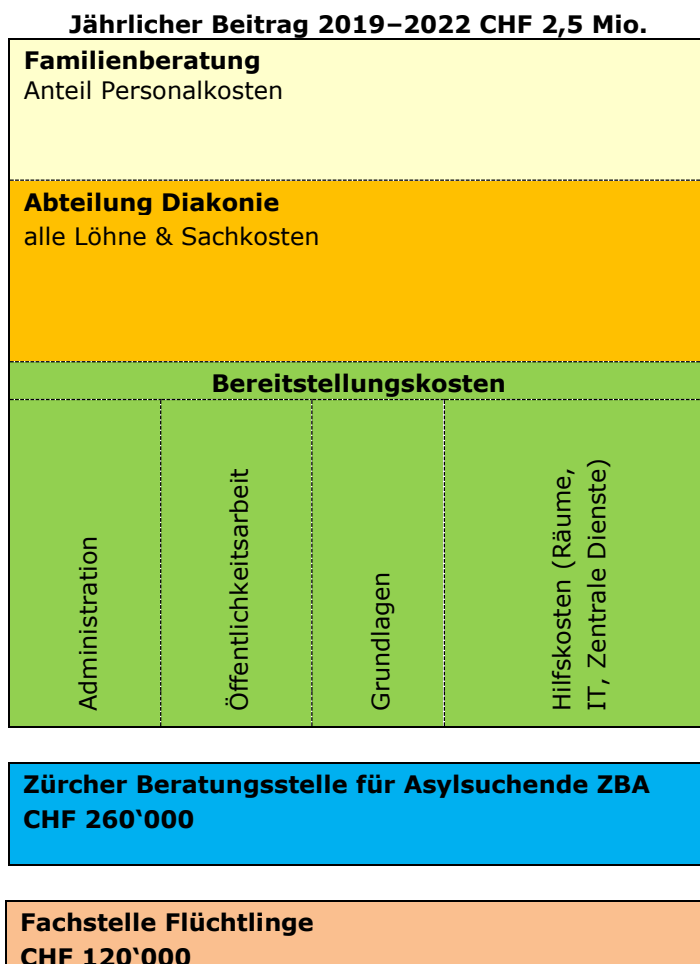 Jährlicher Beitrag 2019–2022 CHF 2,5 Mio.
Familienberatung
Anteil Personalkosten
Abteilung Diakonie
alle Löhne & Sachkosten
Bereitstellungskosten
Administration
Öffentlichkeitsarbeit
Grundlagen
Hilfskosten (Räume,
IT, Zentrale Dienste)
Zürcher Beratungsstelle für Asylsuchende ZBA
CHF 260‘000
Fachstelle Flüchtlinge
CHF 120‘000